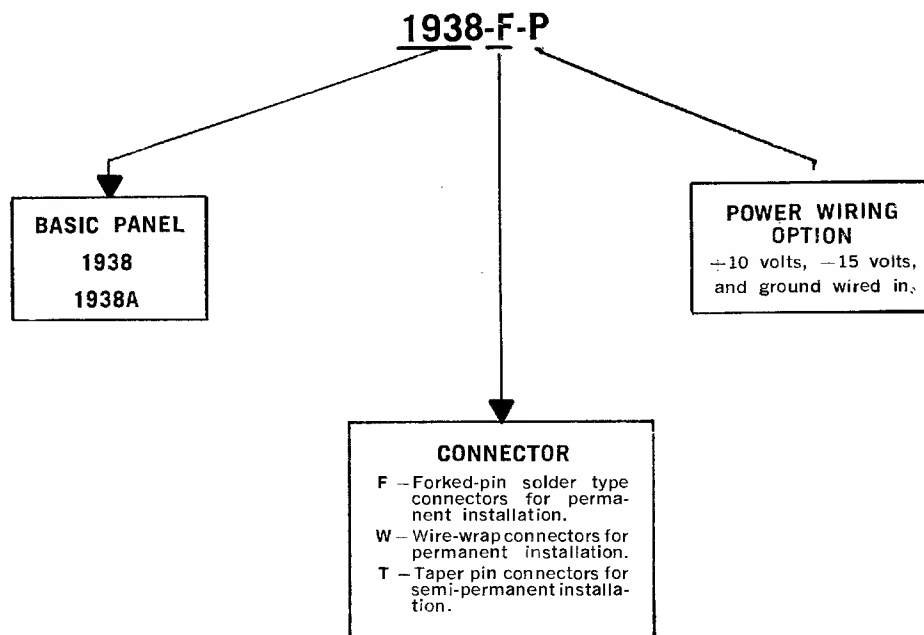 1938-F-P
BASIC PANEL
1938
1938A
POWER WIRING
OPTION
+10 volts, −15 volts,
and ground wired in.
CONNECTOR
F – Forked-pin solder type
connectors for perma-
nent installation.
W – Wire-wrap connectors for
permanent installation.
T – Taper pin connectors for
semi-permanent installa-
tion.